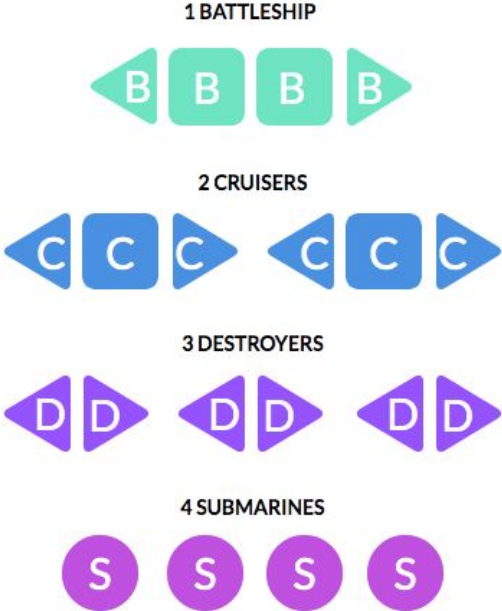 1 BATTLESHIP
B B B B
2 CRUISERS
C C C C C C
3 DESTROYERS
D D D D D D
4 SUBMARINES
S S S S